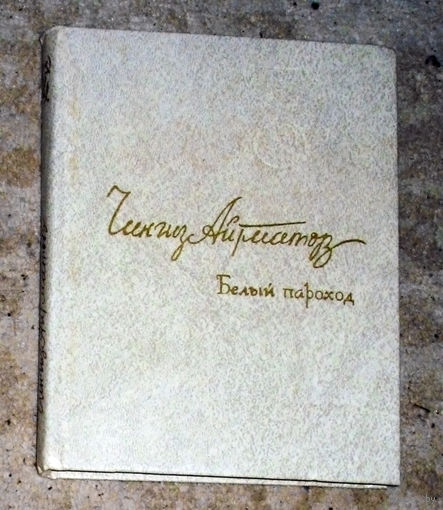 Чингиз Айтматов
Белый пароход